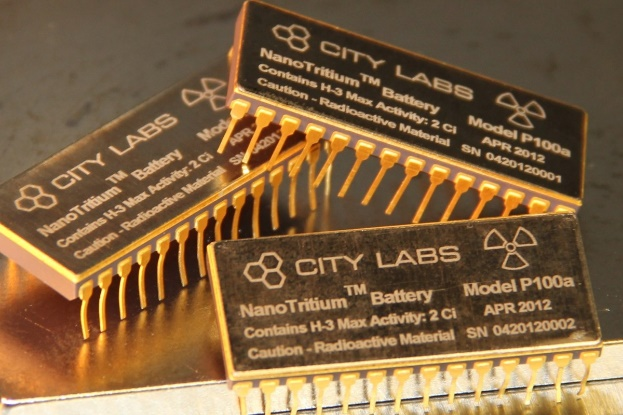 CITY LABS
NanoTritium™ Battery Model P100a
Contains H-3 Max Activity: 2 Ci APR 2012
Caution - Radioactive Material SN 0420120001
CITY LABS
NanoTritium™ Battery
Contains H-3 Max Activity: 2 Ci
Caution - Radioactive Material
CITY LABS
NanoTritium™ Battery Model P100a
Contains H-3 Max Activity: 2 Ci APR 2012
Caution - Radioactive Material SN 0420120002